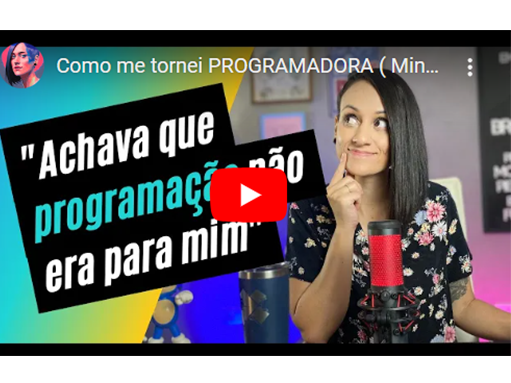 Como me tornei PROGRAMADORA ( Min...
"Achava que
programação não
era para mim"